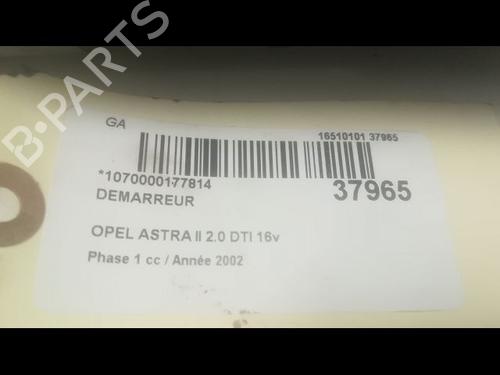 B-PARTS
GA
16510101 37965
*1070000177814
37965
DEMARREUR
OPEL ASTRA II 2.0 DTI 16v
Phase 1 cc / Année 2002